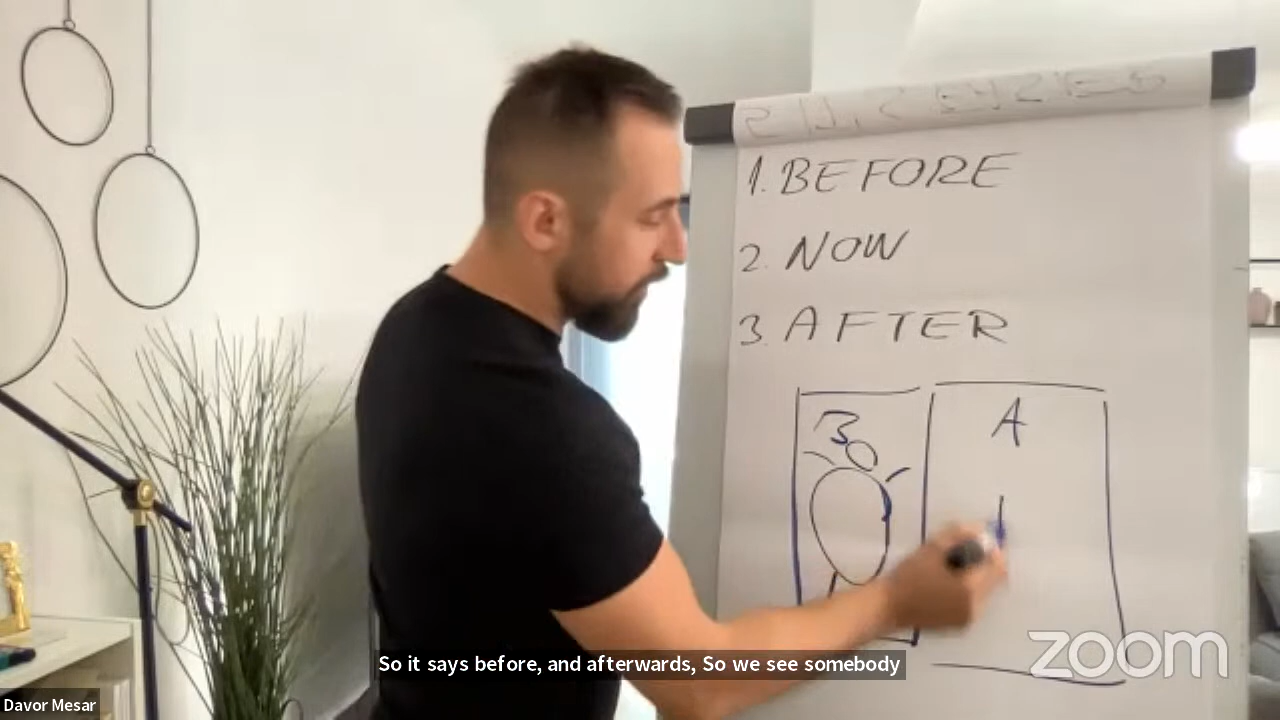 1. BEFORE
2. NOW
3. AFTER
B
A
So it says before, and afterwards, So we see somebody
zoom
Davor Mesar